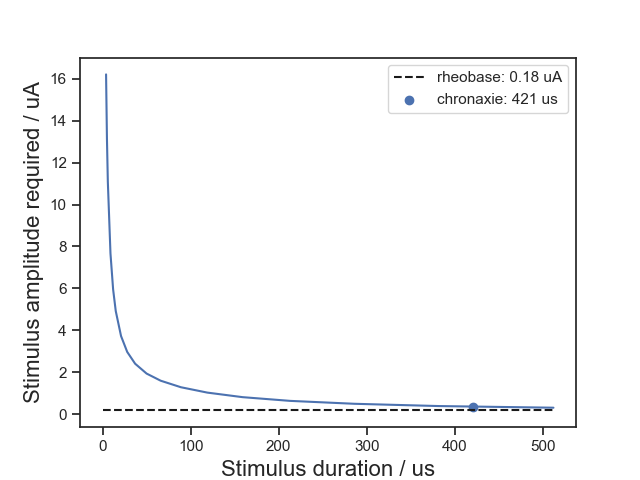 rheobase: 0.18 uA
chronaxie: 421 us
Stimulus amplitude required / uA
16
14
12
10
8
6
4
2
0
0 100 200 300 400 500
Stimulus duration / us